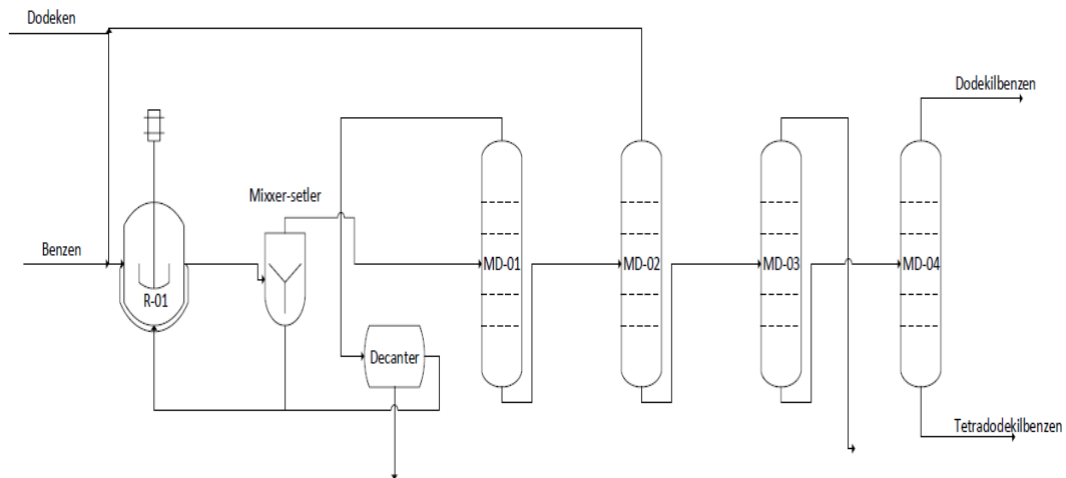 Dodeken
Dodekilbenzen
Mixxer-setler
Benzen
MD-01
MD-02
MD-03
MD-04
R-01
Decanter
Tetradodekilbenzen